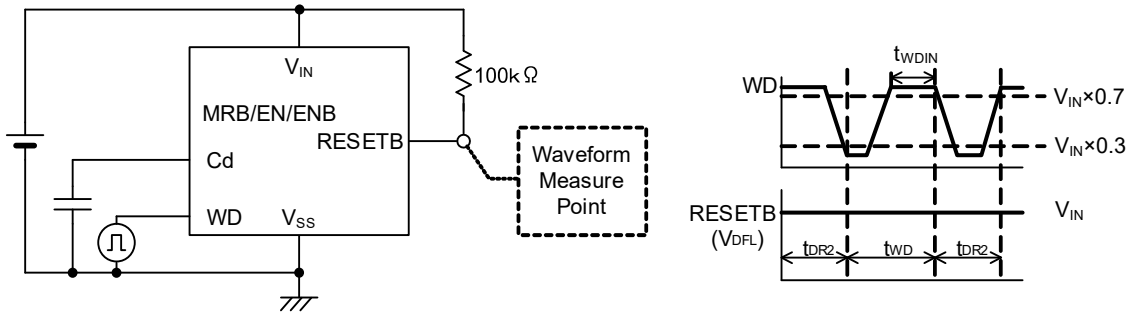 VIN
MRB/EN/ENB
RESETB
Cd
WD
VSS
100kΩ
Waveform
Measure
Point
tWDIN
WD
VIN×0.7
VIN×0.3
RESETB
(VDFL)
VIN
tDR2
tWD
tDR2